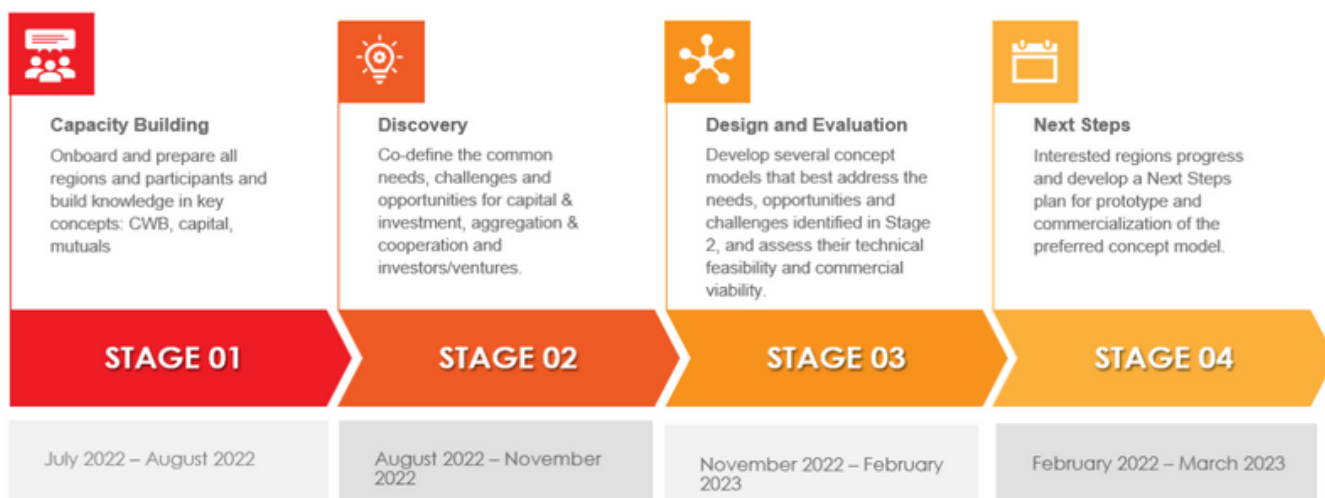 Capacity Building
Onboard and prepare all
regions and participants and
build knowledge in key
concepts: CWB, capital,
mutuals
Discovery
Co-define the common
needs, challenges and
opportunities for capital &
investment, aggregation &
cooperation and
investors/ventures.
Design and Evaluation
Develop several concept
models that best address the
needs, opportunities and
challenges identified in Stage
2, and assess their technical
feasibility and commercial
viability.
Next Steps
Interested regions progress
and develop a Next Steps
plan for prototype and
commercialization of the
preferred concept model.
STAGE 01
STAGE 02
STAGE 03
STAGE 04
July 2022 – August 2022
August 2022 – November
2022
November 2022 – February
2023
February 2022 – March 2023